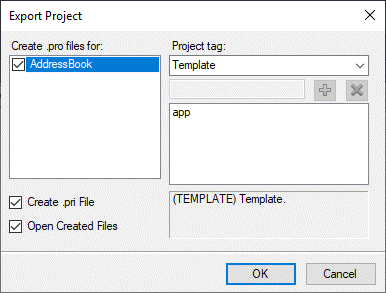 Export Project
Create .pro files for:
Project tag:
AddressBook
Template
app
Create .pri File
(TEMPLATE) Template.
Open Created Files
OK
Cancel